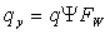 q_y = qΨF_W